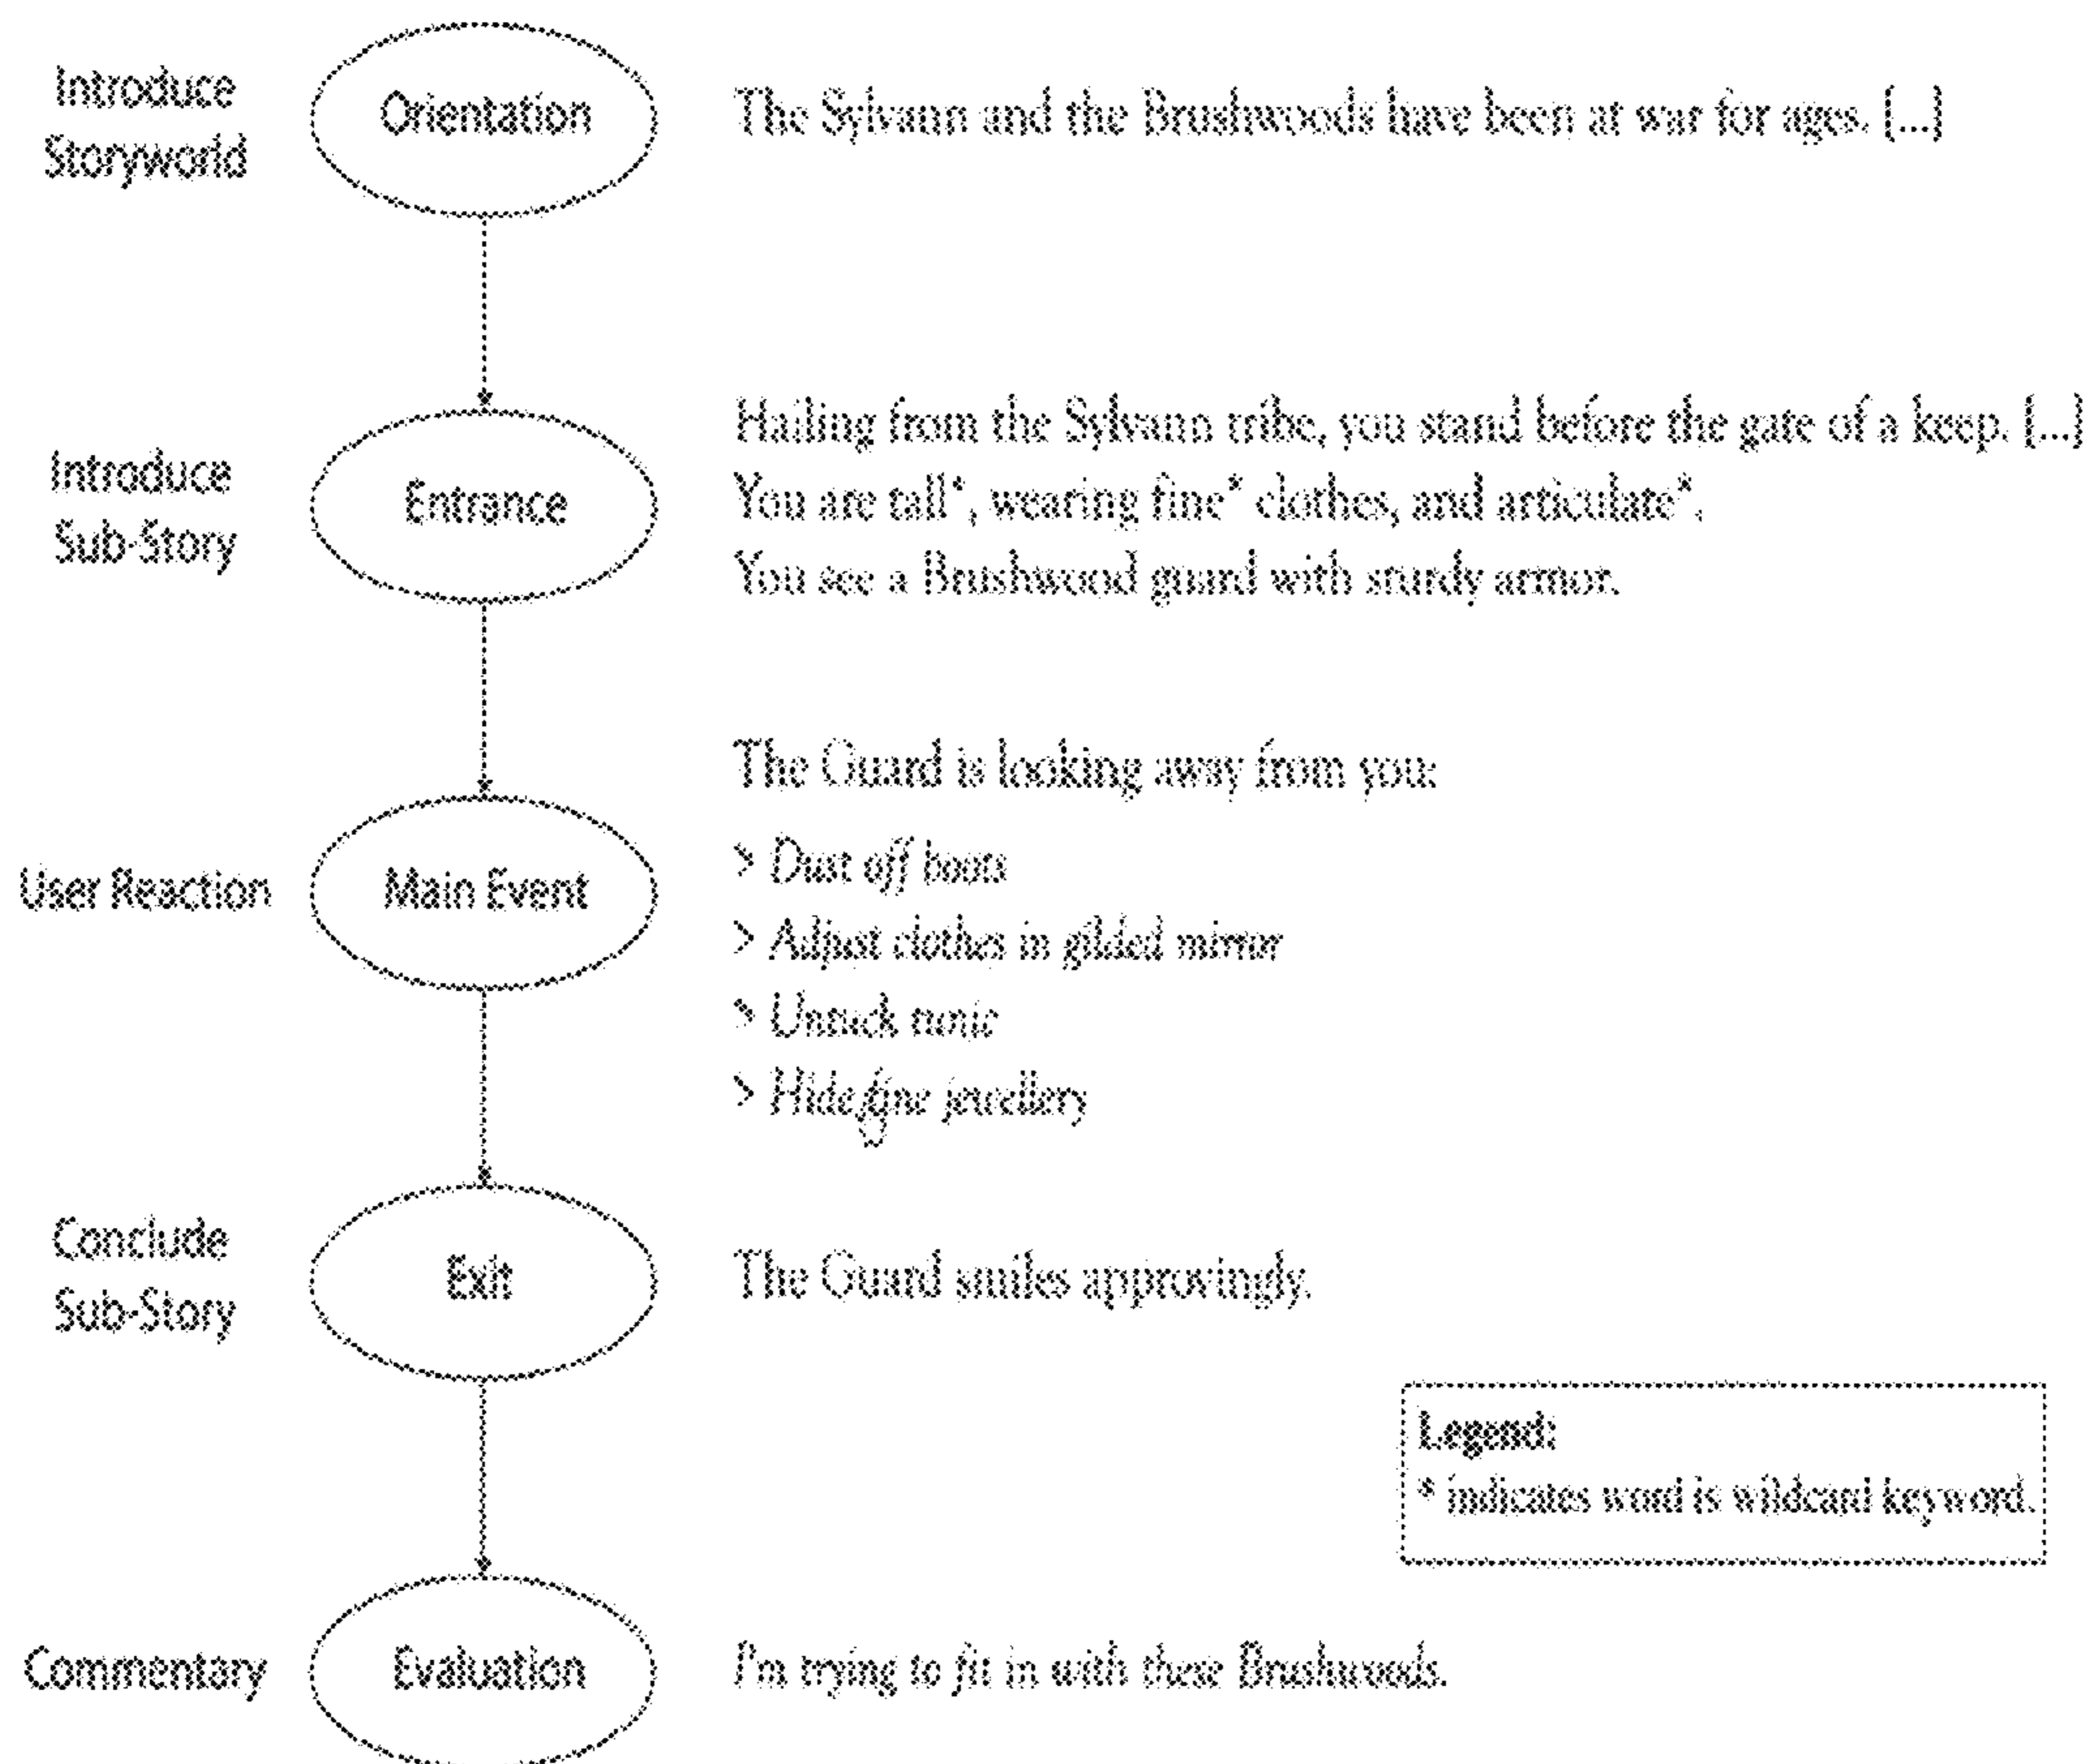 Introduce
Storyworld
Orientation
The Sylvann and the Brushwoods have been at war for ages. [...]
Introduce
Sub-Story
Entrance
Hailing from the Sylvann tribe, you stand before the gate of a keep. [...]
You are tall*, wearing fine* clothes, and articulate*.
You see a Brushwood guard with sturdy armor.
User Reaction
Main Event
The Guard is looking away from you:
> Dust off boots
> Adjust clothes in gilded mirror
> Untuck tunic
> Hide fine jewellery
Conclude
Sub-Story
Exit
The Guard smiles approvingly.
Legend:
* indicates word is wildcard keyword.
Commentary
Evaluation
I'm trying to fit in with these Brushwoods.